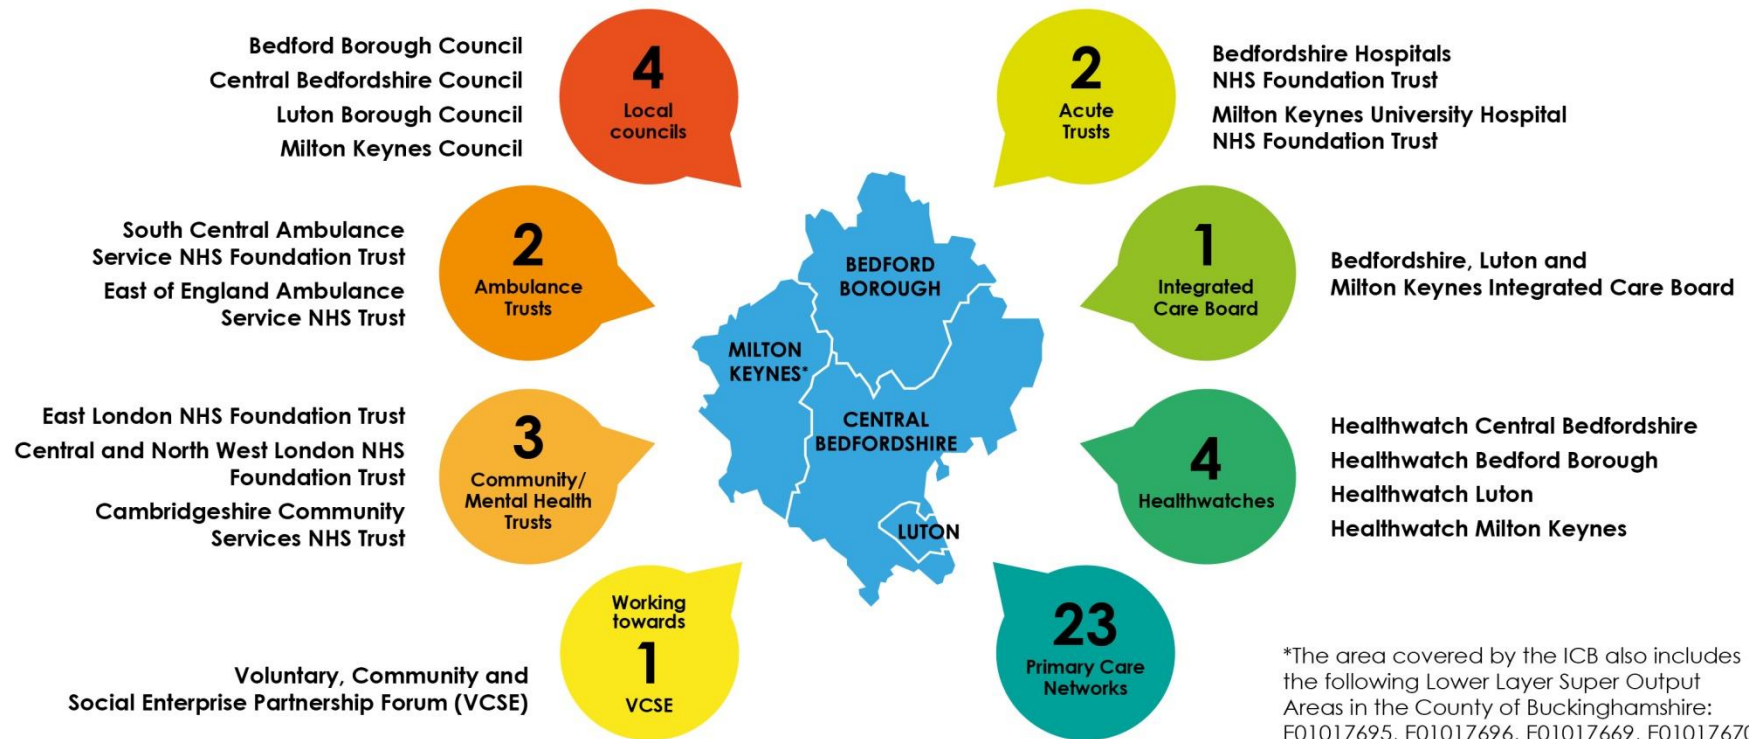 Bedford Borough Council
Central Bedfordshire Council
Luton Borough Council
Milton Keynes Council
4
Local
councils
2
Acute
Trusts
Bedfordshire Hospitals
NHS Foundation Trust
Milton Keynes University Hospital
NHS Foundation Trust
South Central Ambulance
Service NHS Foundation Trust
East of England Ambulance
Service NHS Trust
2
Ambulance
Trusts
1
Integrated
Care Board
Bedfordshire, Luton and
Milton Keynes Integrated Care Board
BEDFORD
BOROUGH
MILTON
KEYNES*
CENTRAL
BEDFORDSHIRE
LUTON
East London NHS Foundation Trust
Central and North West London NHS
Foundation Trust
Cambridgeshire Community
Services NHS Trust
3
Community/
Mental Health
Trusts
4
Healthwatches
Healthwatch Central Bedfordshire
Healthwatch Bedford Borough
Healthwatch Luton
Healthwatch Milton Keynes
Voluntary, Community and
Social Enterprise Partnership Forum (VCSE)
Working
towards
1
VCSE
23
Primary Care
Networks
*The area covered by the ICB also includes
the following Lower Layer Super Output
Areas in the County of Buckinghamshire:
E01017695, E01017696, E01017669, E01017670